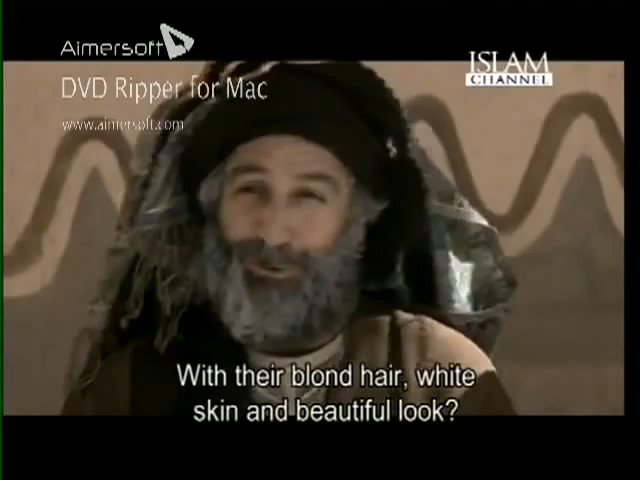 Aimersoft
DVD Ripper for Mac
www.aimersoft.com
ISLAM
CHANNEL
With their blond hair, white
skin and beautiful look?